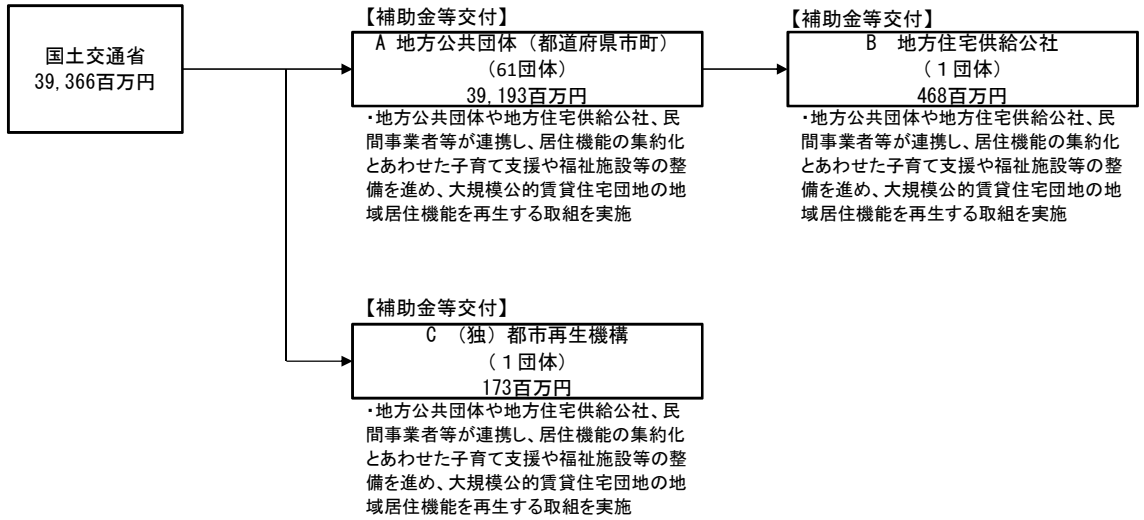 国土交通省
39,366百万円
【補助金等交付】
A 地方公共団体（都道府県市町）
（61団体）
39,193百万円
・地方公共団体や地方住宅供給公社、民
間事業者等が連携し、居住機能の集約化
とあわせた子育て支援や福祉施設等の整
備を進め、大規模公的賃貸住宅団地の地
域居住機能を再生する取組を実施
【補助金等交付】
B　地方住宅供給公社
（１団体）
468百万円
・地方公共団体や地方住宅供給公社、民
間事業者等が連携し、居住機能の集約化
とあわせた子育て支援や福祉施設等の整
備を進め、大規模公的賃貸住宅団地の地
域居住機能を再生する取組を実施
【補助金等交付】
C　（独）都市再生機構
（１団体）
173百万円
・地方公共団体や地方住宅供給公社、民
間事業者等が連携し、居住機能の集約化
とあわせた子育て支援や福祉施設等の整
備を進め、大規模公的賃貸住宅団地の地
域居住機能を再生する取組を実施